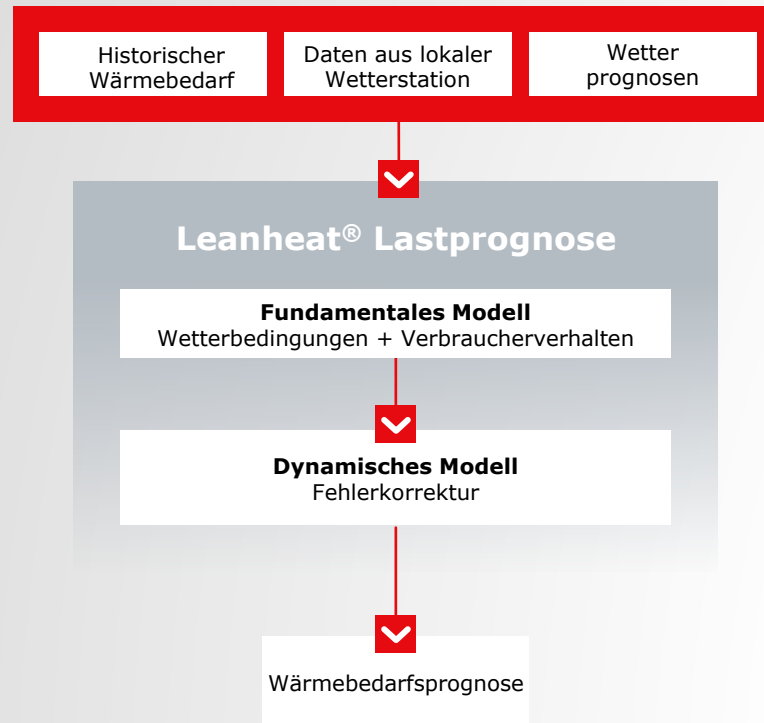 Historischer
Wärmebedarf
Daten aus lokaler
Wetterstation
Wetter
prognosen
Leanheat® Lastprognose
Fundamentales Modell
Wetterbedingungen + Verbraucherverhalten
Dynamisches Modell
Fehlerkorrektur
Wärmebedarfsprognose